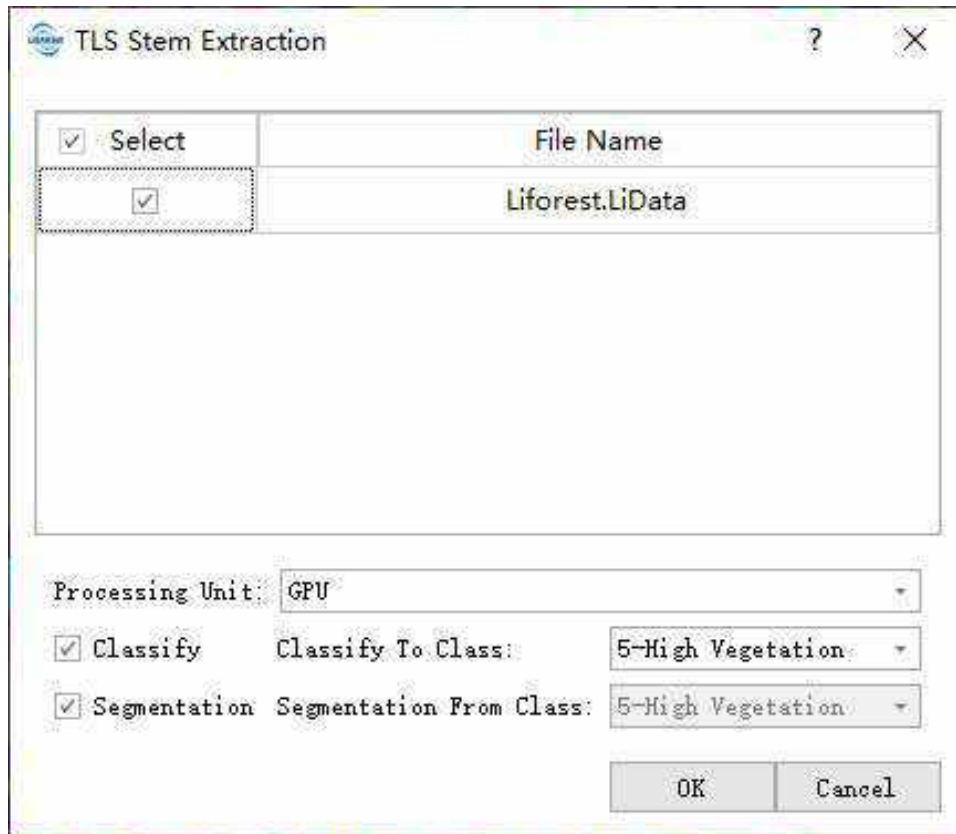 TLS Stem Extraction ? ×
Select File Name
Liforest.LiData
Processing Unit: GPU
Classify Classify To Class: 5-High Vegetation
Segmentation Segmentation From Class: 5-High Vegetation
OK Cancel